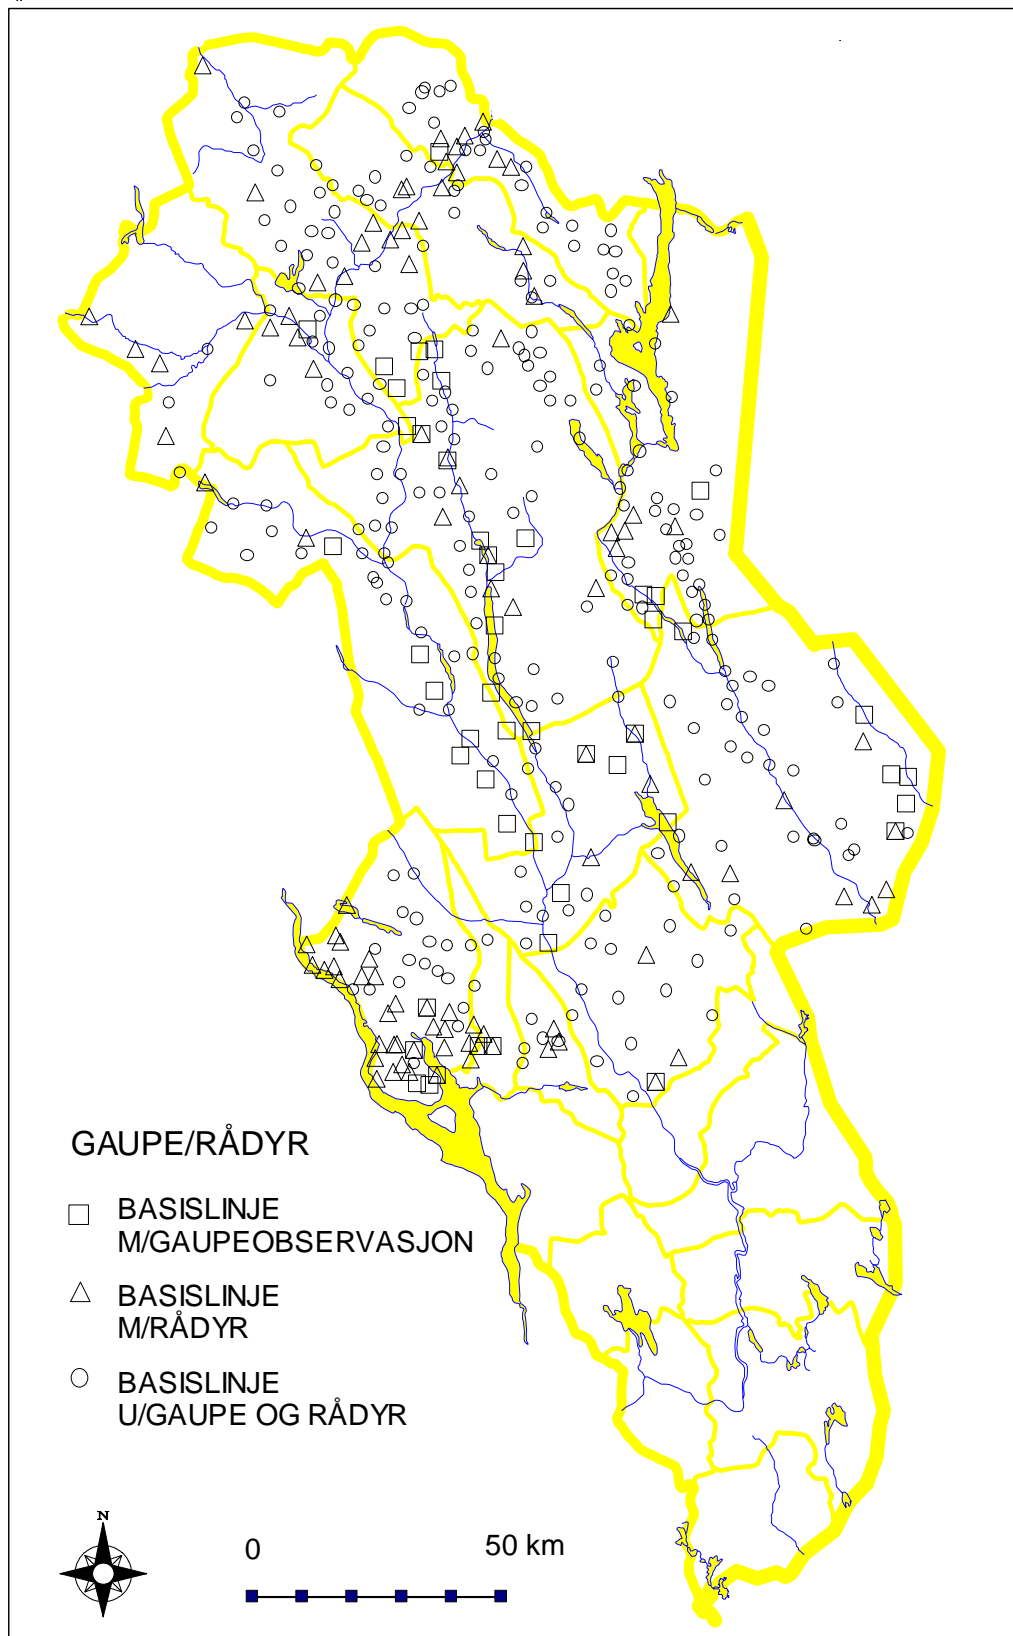 GAUPE/RÅDYR
BASISLINJE
M/GAUPEOBSERVASJON
BASISLINJE
M/RÅDYR
BASISLINJE
U/GAUPE OG RÅDYR
N
0
50 km